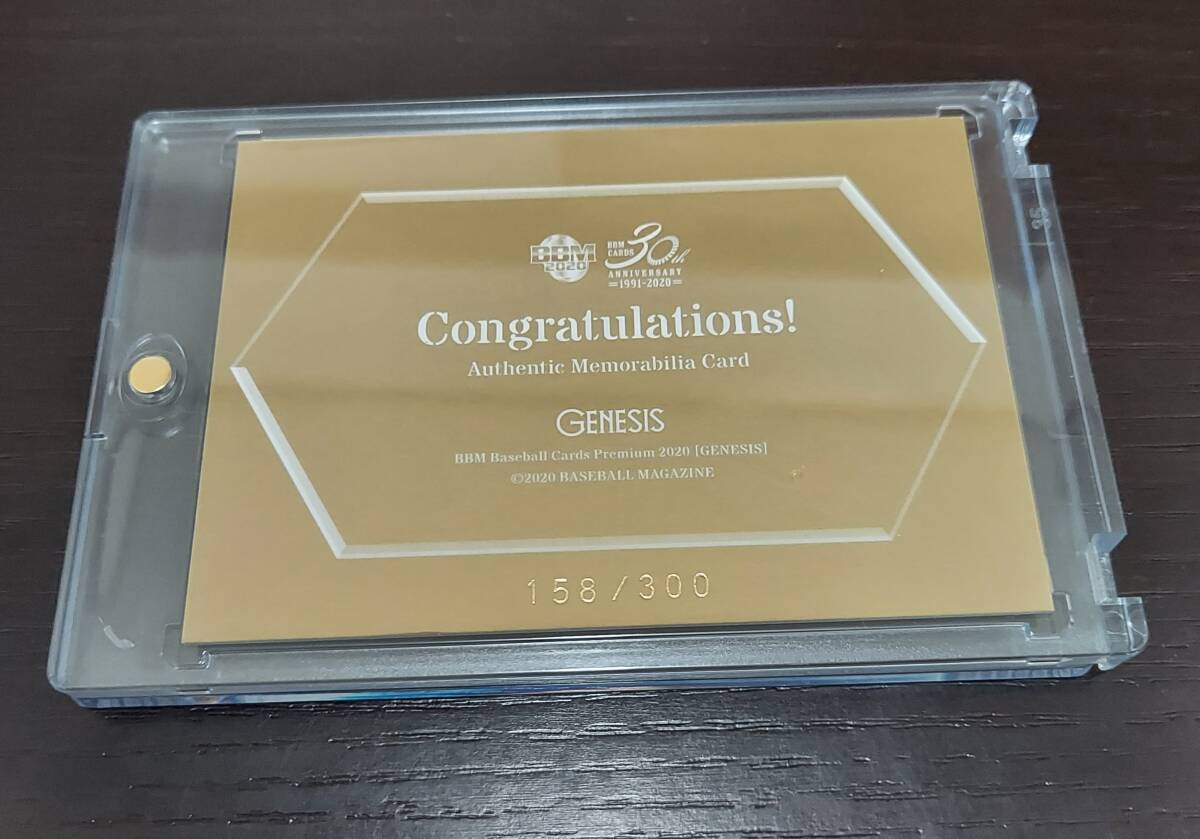 BBM
2020
BBM
CARDS
30th
ANNIVERSARY
1991-2020
Congratulations!
Authentic Memorabilia Card
GENESIS
BBM Baseball Cards Premium 2020 [GENESIS]
©2020 BASEBALL MAGAZINE
158/300
35